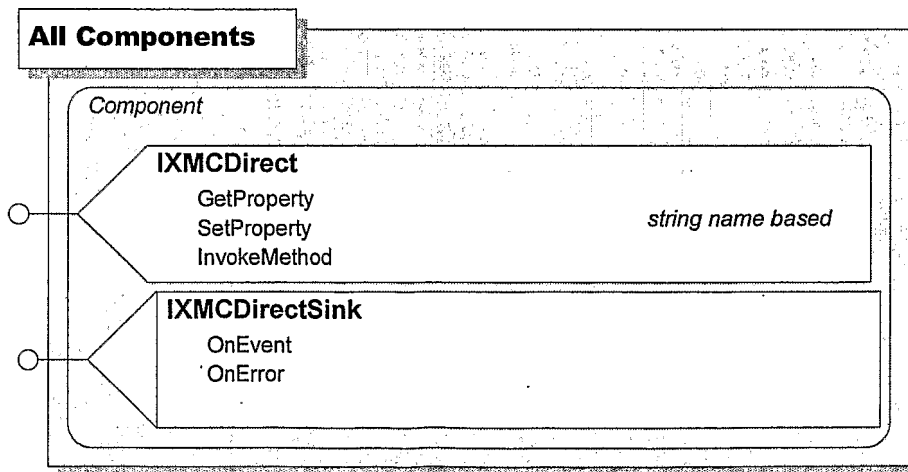 All Components
Component
IXMCDirect
GetProperty
SetProperty
string name based
InvokeMethod
IXMCDirectSink
OnEvent
OnError